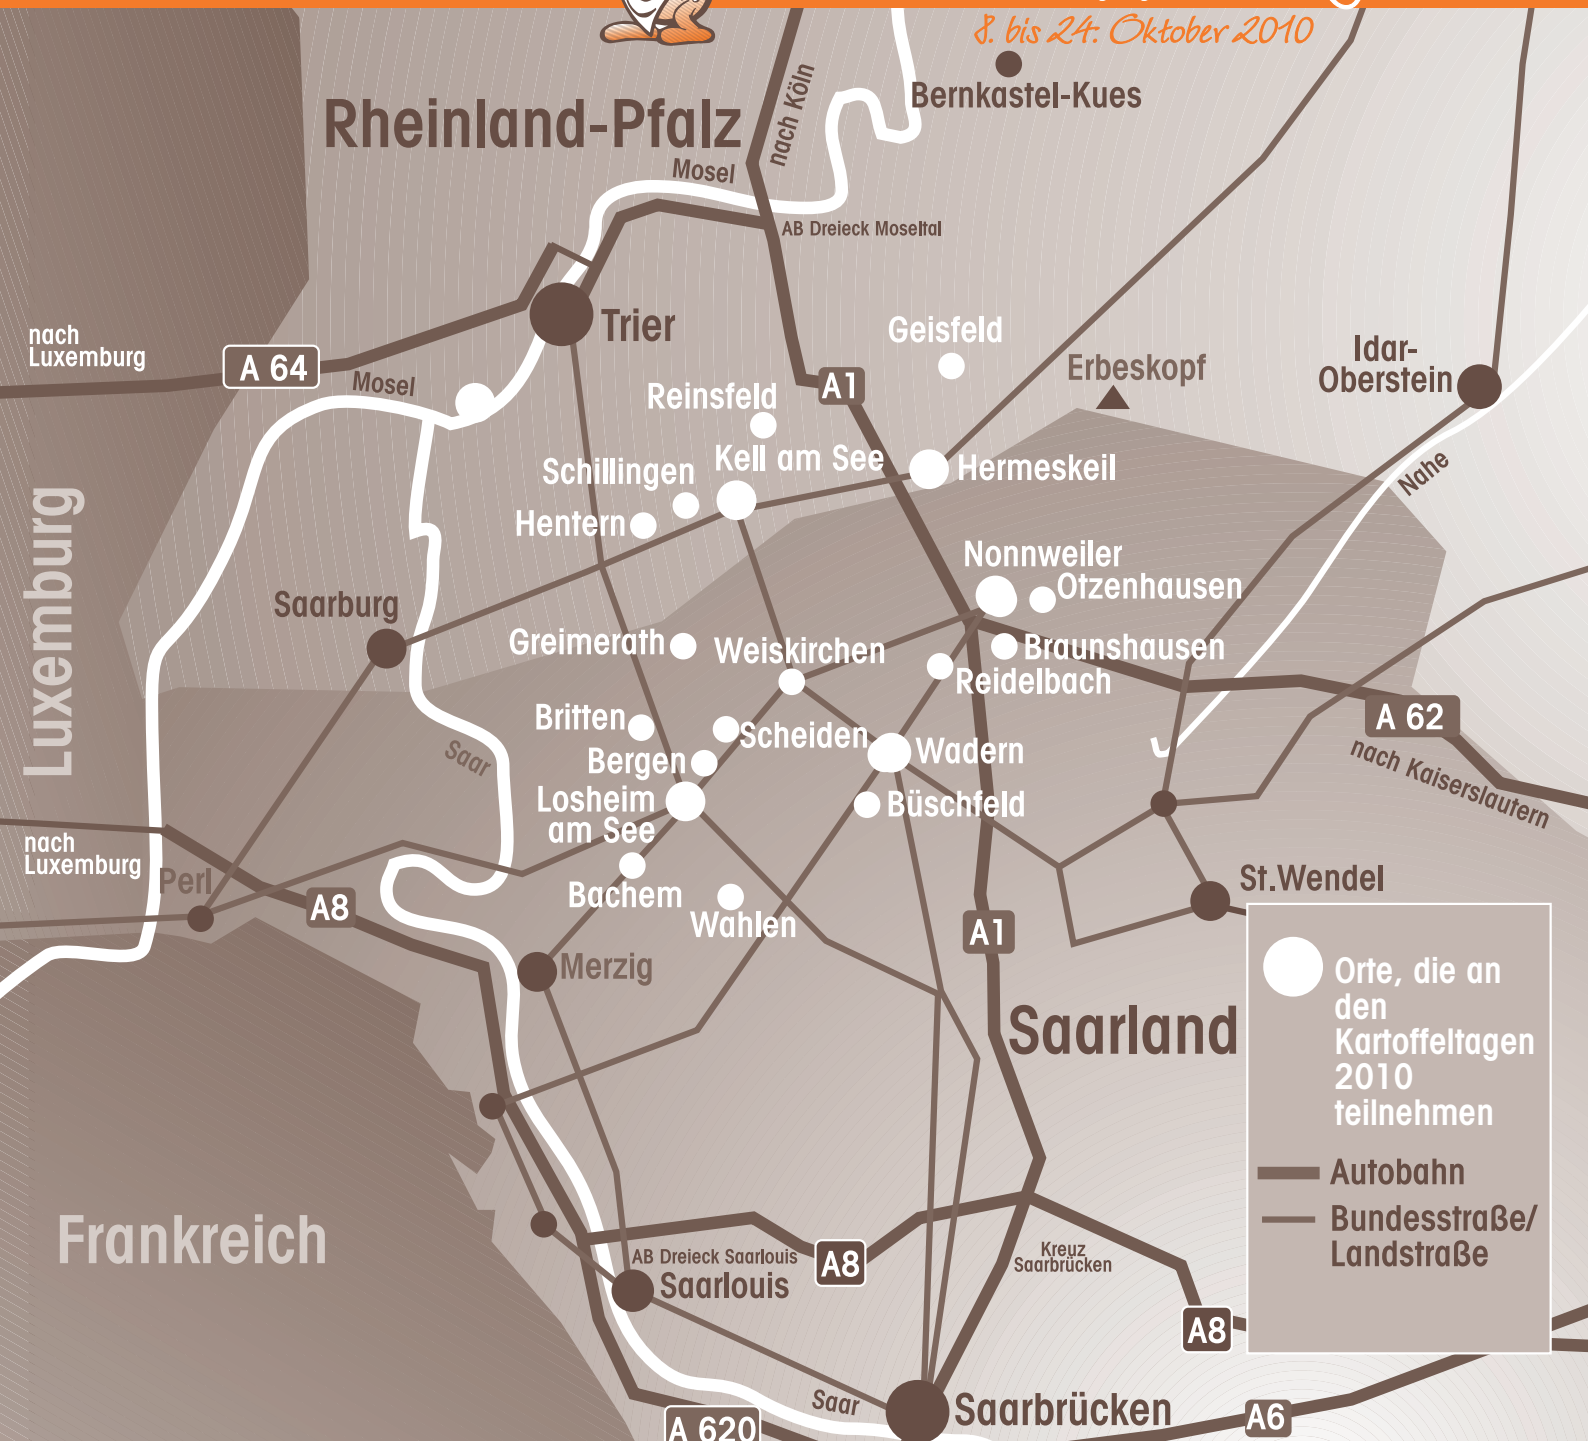 8. bis 24. Oktober 2010
Bernkastel-Kues
Rheinland-Pfalz
nach Köln
Mosel
AB Dreieck Moseltal
Trier
Geisfeld
nach
Luxemburg
A 64
Mosel
Erbeskopf
Idar-
Oberstein
Reinsfeld
A1
Kell am See
Schillingen
Hermeskeil
Nahe
Hentern
Luxemburg
Nonnweiler
Otzenhausen
Saarburg
Greimerath
Weiskirchen
Braunshausen
Reidelbach
Britten
Scheiden
A 62
Saar
Bergen
Wadern
nach Kaiserslautern
Losheim
am See
Büschfeld
nach
Luxemburg
Perl
A8
Bachem
Wahlen
St.Wendel
A1
Merzig
Saarland
Orte, die an
den
Kartoffeltagen
2010
teilnehmen
Autobahn
Bundesstraße/
Landstraße
Frankreich
AB Dreieck Saarlouis
Saarlouis
A8
Kreuz
Saarbrücken
A8
Saar
Saarbrücken
A6
A 620